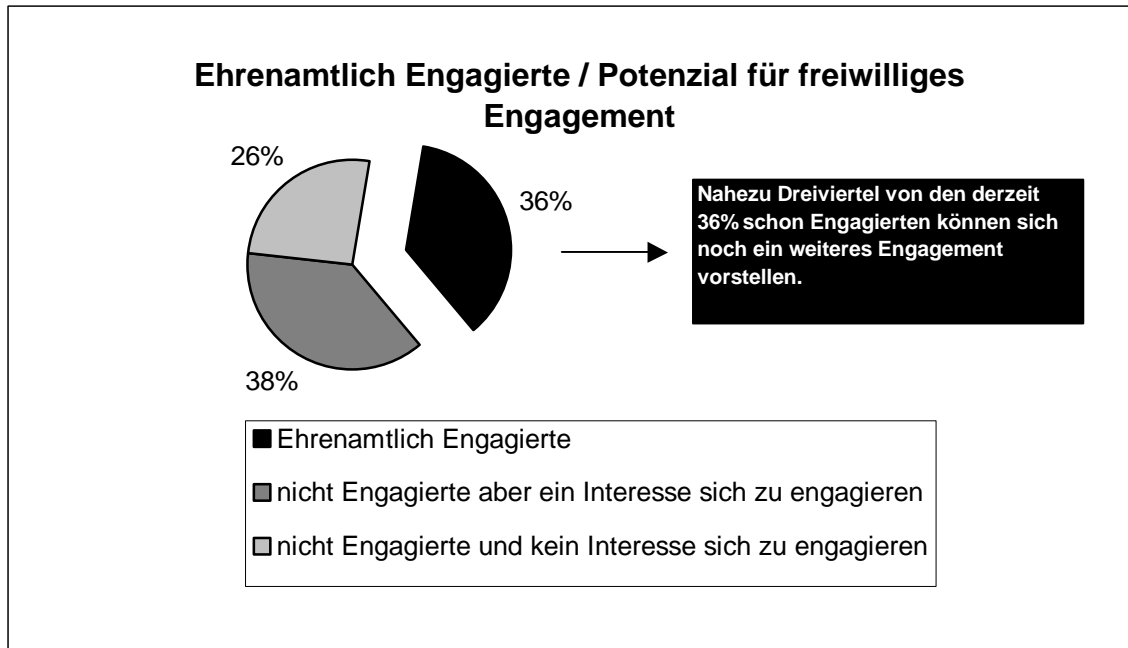 Ehrenamtlich Engagierte / Potenzial für freiwilliges
Engagement
26%
36%
38%
Nahezu Dreiviertel von den derzeit
36% schon Engagierten können sich
noch ein weiteres Engagement
vorstellen.
Ehrenamtlich Engagierte
nicht Engagierte aber ein Interesse sich zu engagieren
nicht Engagierte und kein Interesse sich zu engagieren